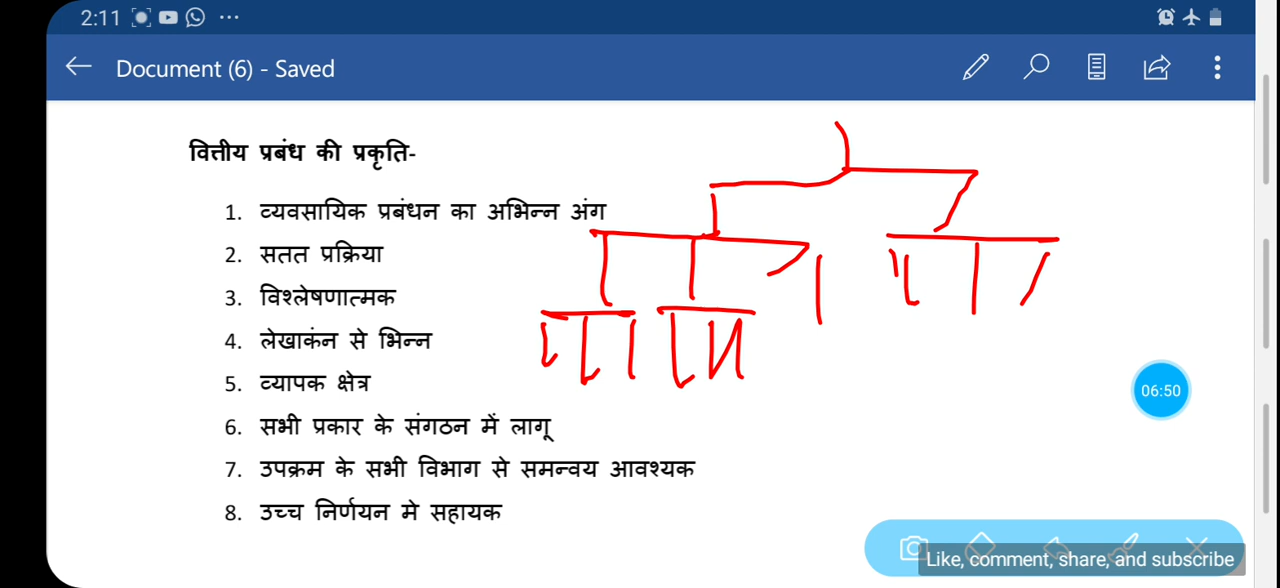 2:11
Document (6) - Saved
वित्तीय प्रबंध की प्रकृति-
1. व्यवसायिक प्रबंधन का अभिन्न अंग
2. सतत प्रक्रिया
3. विश्लेषणात्मक
4. लेखाकंन से भिन्न
5. व्यापक क्षेत्र
6. सभी प्रकार के संगठन में लागू
7. उपक्रम के सभी विभाग से समन्वय आवश्यक
8. उच्च निर्णयन मे सहायक
06:50
Like, comment, share, and subscribe